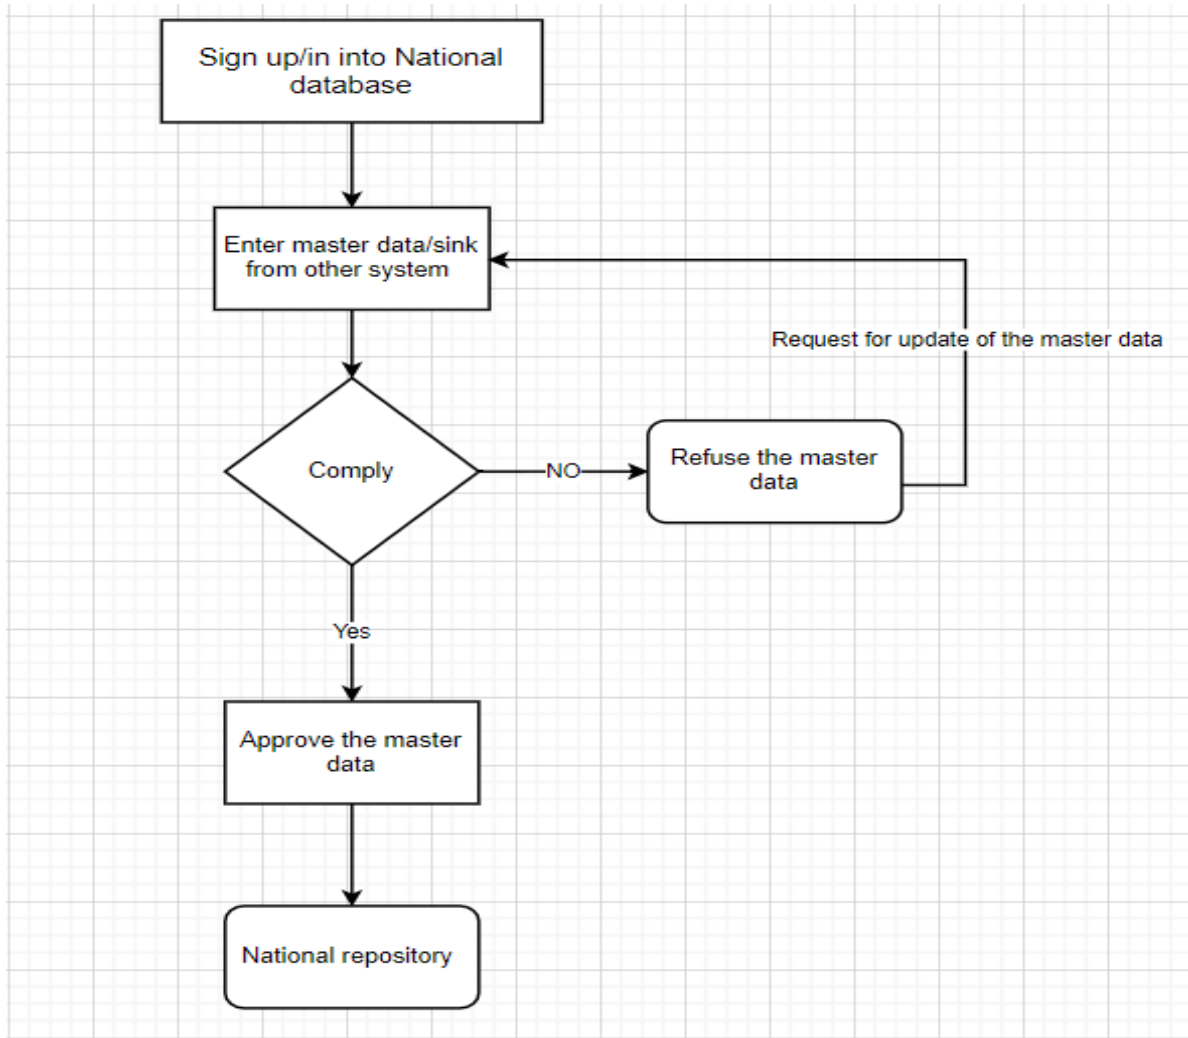 Sign up/in into National
database
Enter master data/sink
from other system
Request for update of the master data
Comply
NO
Refuse the master
data
Yes
Approve the master
data
National repository